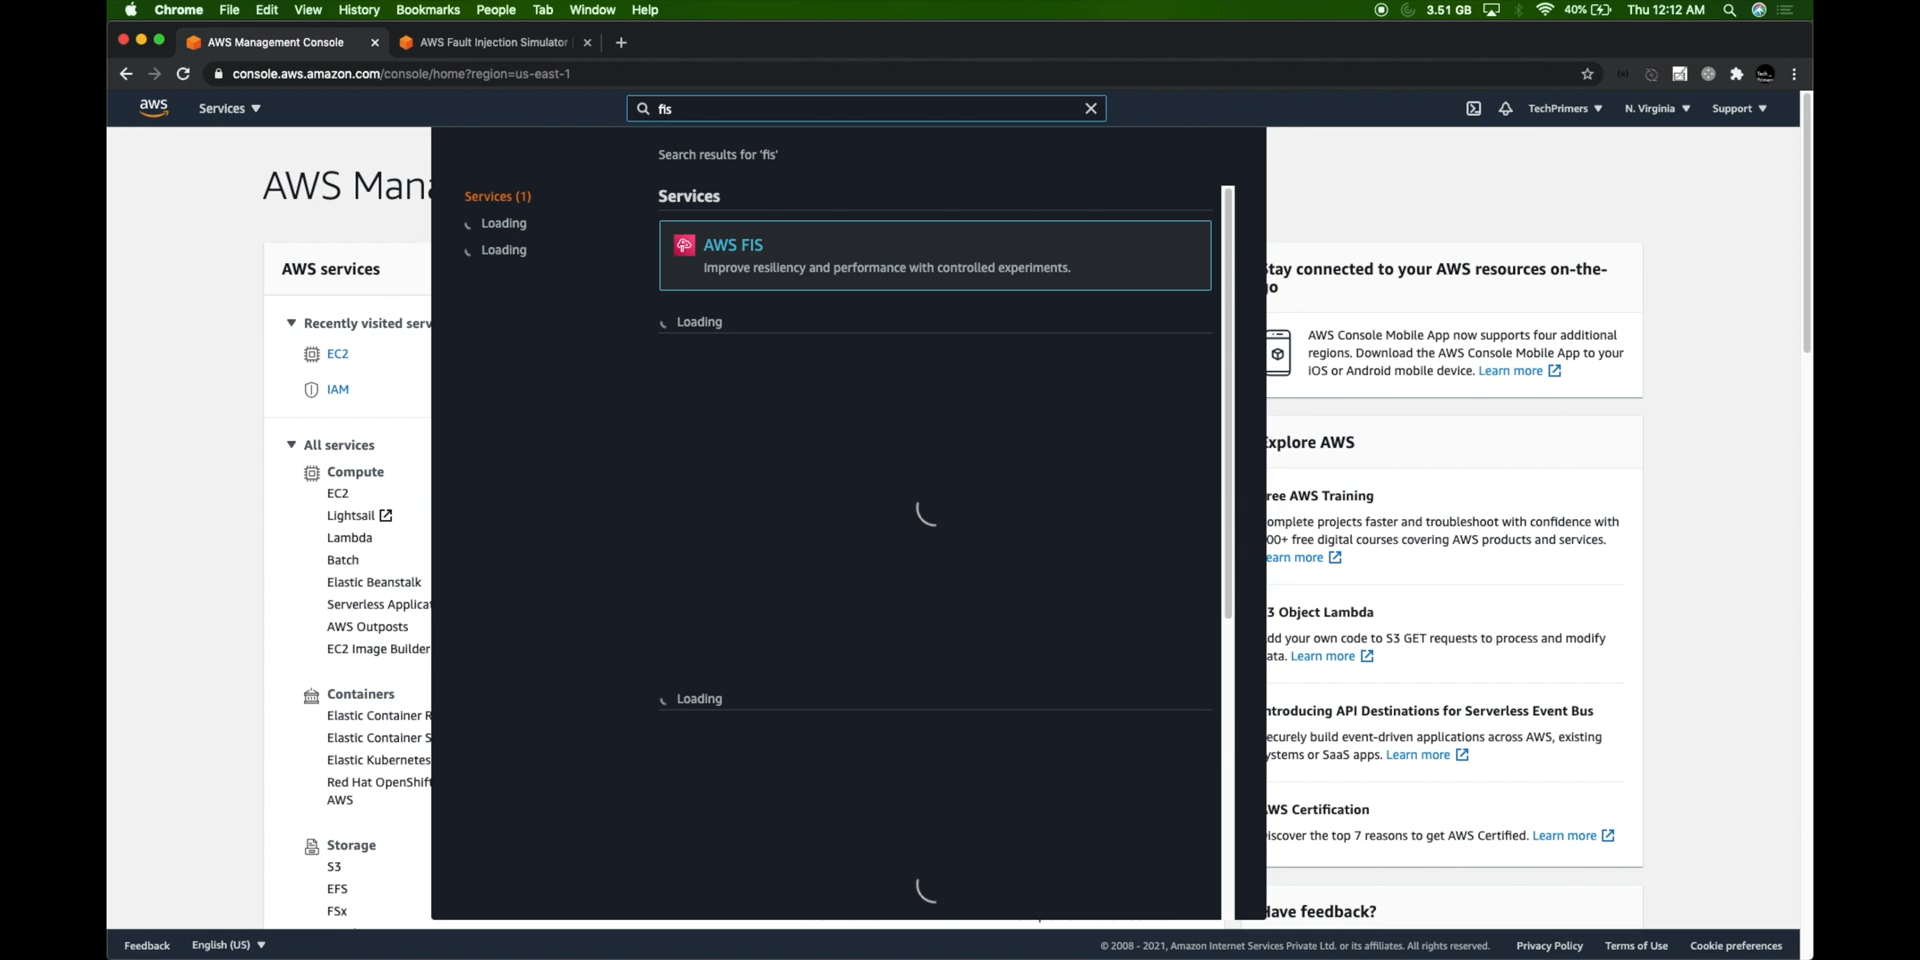 Chrome File Edit View History Bookmarks People Tab Window Help 3.51 GB 40% Thu 12:12 AM
AWS Management Console AWS Fault Injection Simulator
console.aws.amazon.com/console/home?region=us-east-1
aws Services fis TechPrimers N. Virginia Support
Search results for 'fis'
AWS Mana
Services (1)
Loading
Loading
Services
AWS FIS
Improve resiliency and performance with controlled experiments.
Loading
Loading
AWS services
Recently visited serv
EC2
IAM
All services
Compute
EC2
Lightsail
Lambda
Batch
Elastic Beanstalk
Serverless Applicat
AWS Outposts
EC2 Image Builder
Containers
Elastic Container R
Elastic Container S
Elastic Kubernetes
Red Hat OpenShift
AWS
Storage
S3
EFS
FSx
Stay connected to your AWS resources on-the-
go
AWS Console Mobile App now supports four additional
regions. Download the AWS Console Mobile App to your
iOS or Android mobile device. Learn more
Explore AWS
ree AWS Training
omplete projects faster and troubleshoot with confidence with
00+ free digital courses covering AWS products and services.
earn more
3 Object Lambda
dd your own code to S3 GET requests to process and modify
ata. Learn more
ntroducing API Destinations for Serverless Event Bus
ecurely build event-driven applications across AWS, existing
ystems or SaaS apps. Learn more
WS Certification
iscover the top 7 reasons to get AWS Certified. Learn more
Have feedback?
Feedback English (US) © 2008 - 2021, Amazon Internet Services Private Ltd. or its affiliates. All rights reserved. Privacy Policy Terms of Use Cookie preferences